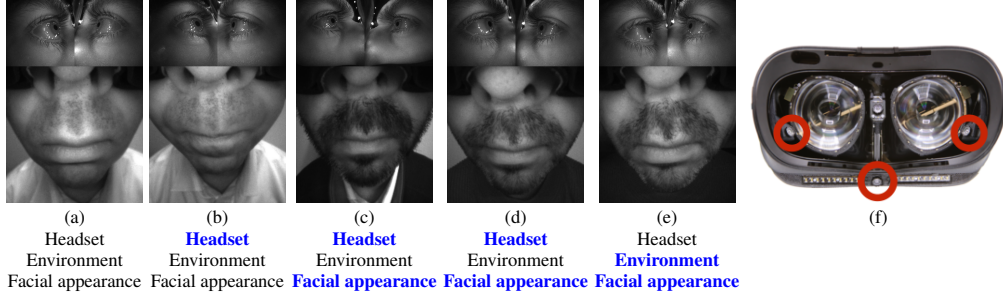 (a) (b) (c) (d) (e) (f)
Headset Headset Headset Headset Headset
Environment Environment Environment Environment Environment
Facial appearance Facial appearance Facial appearance Facial appearance Facial appearance